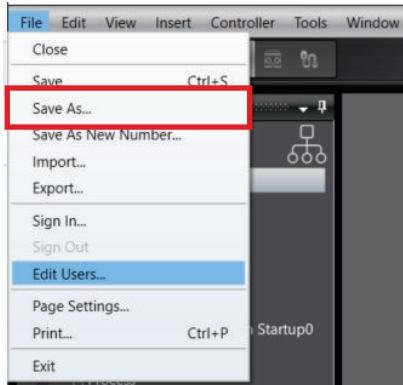 File Edit View Insert Controller Tools Window
Close
Save Ctrl+S
Save As...
Save As New Number...
Import...
Export...
Sign In...
Sign Out
Edit Users...
Page Settings...
Print... Ctrl+P
Startup0
Exit
Process